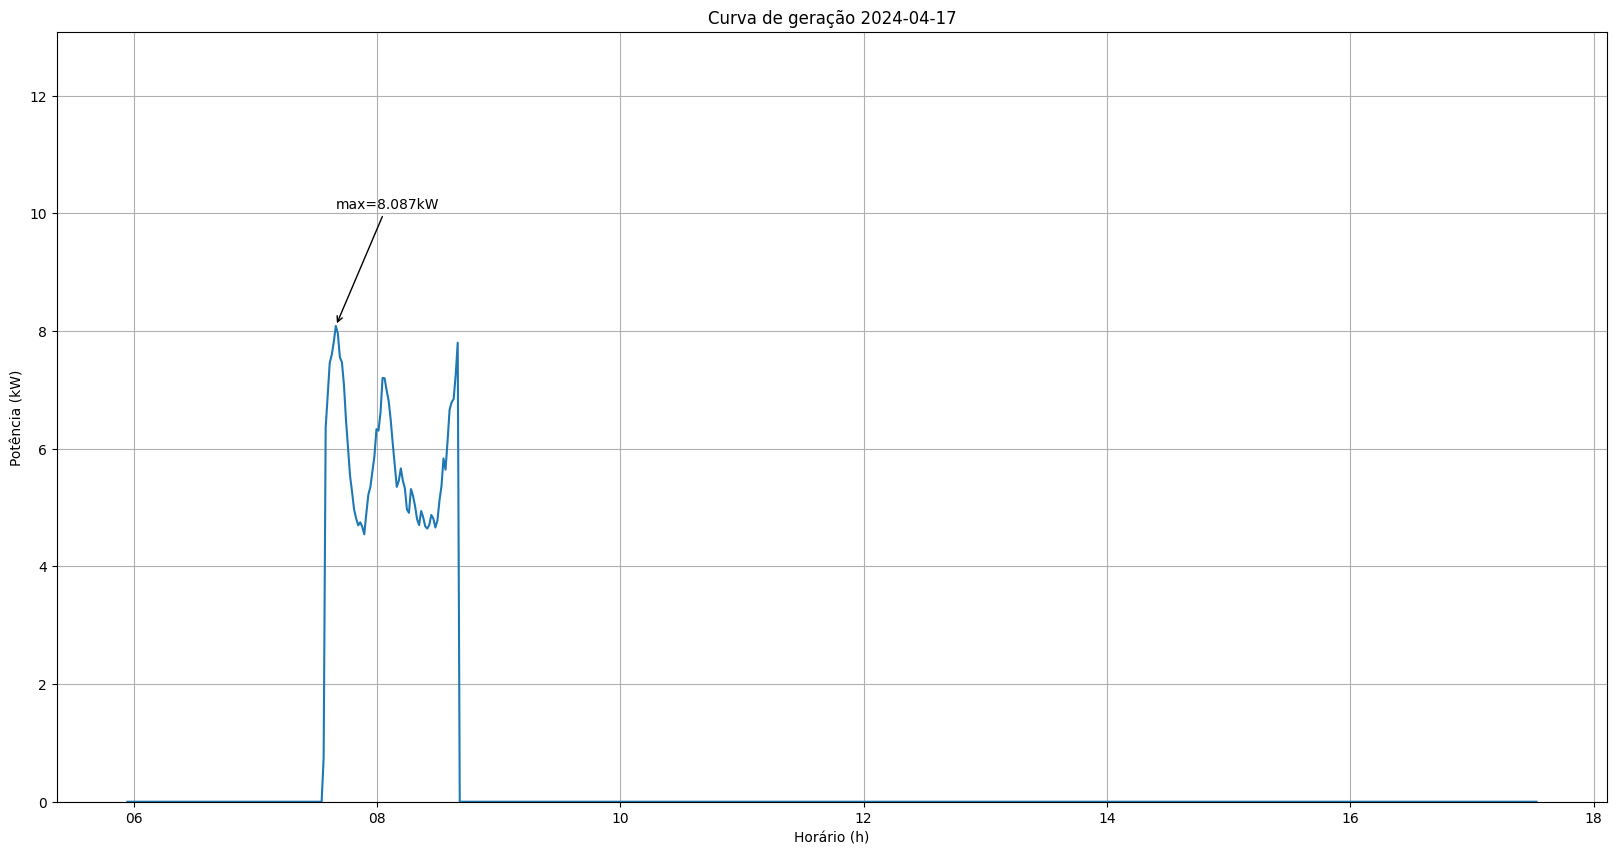 Curva de geração 2024-04-17
12
max=8.087kW
10
8
Potência (kW)
6
4
2
0
06 08 10 12 14 16 18
Horário (h)